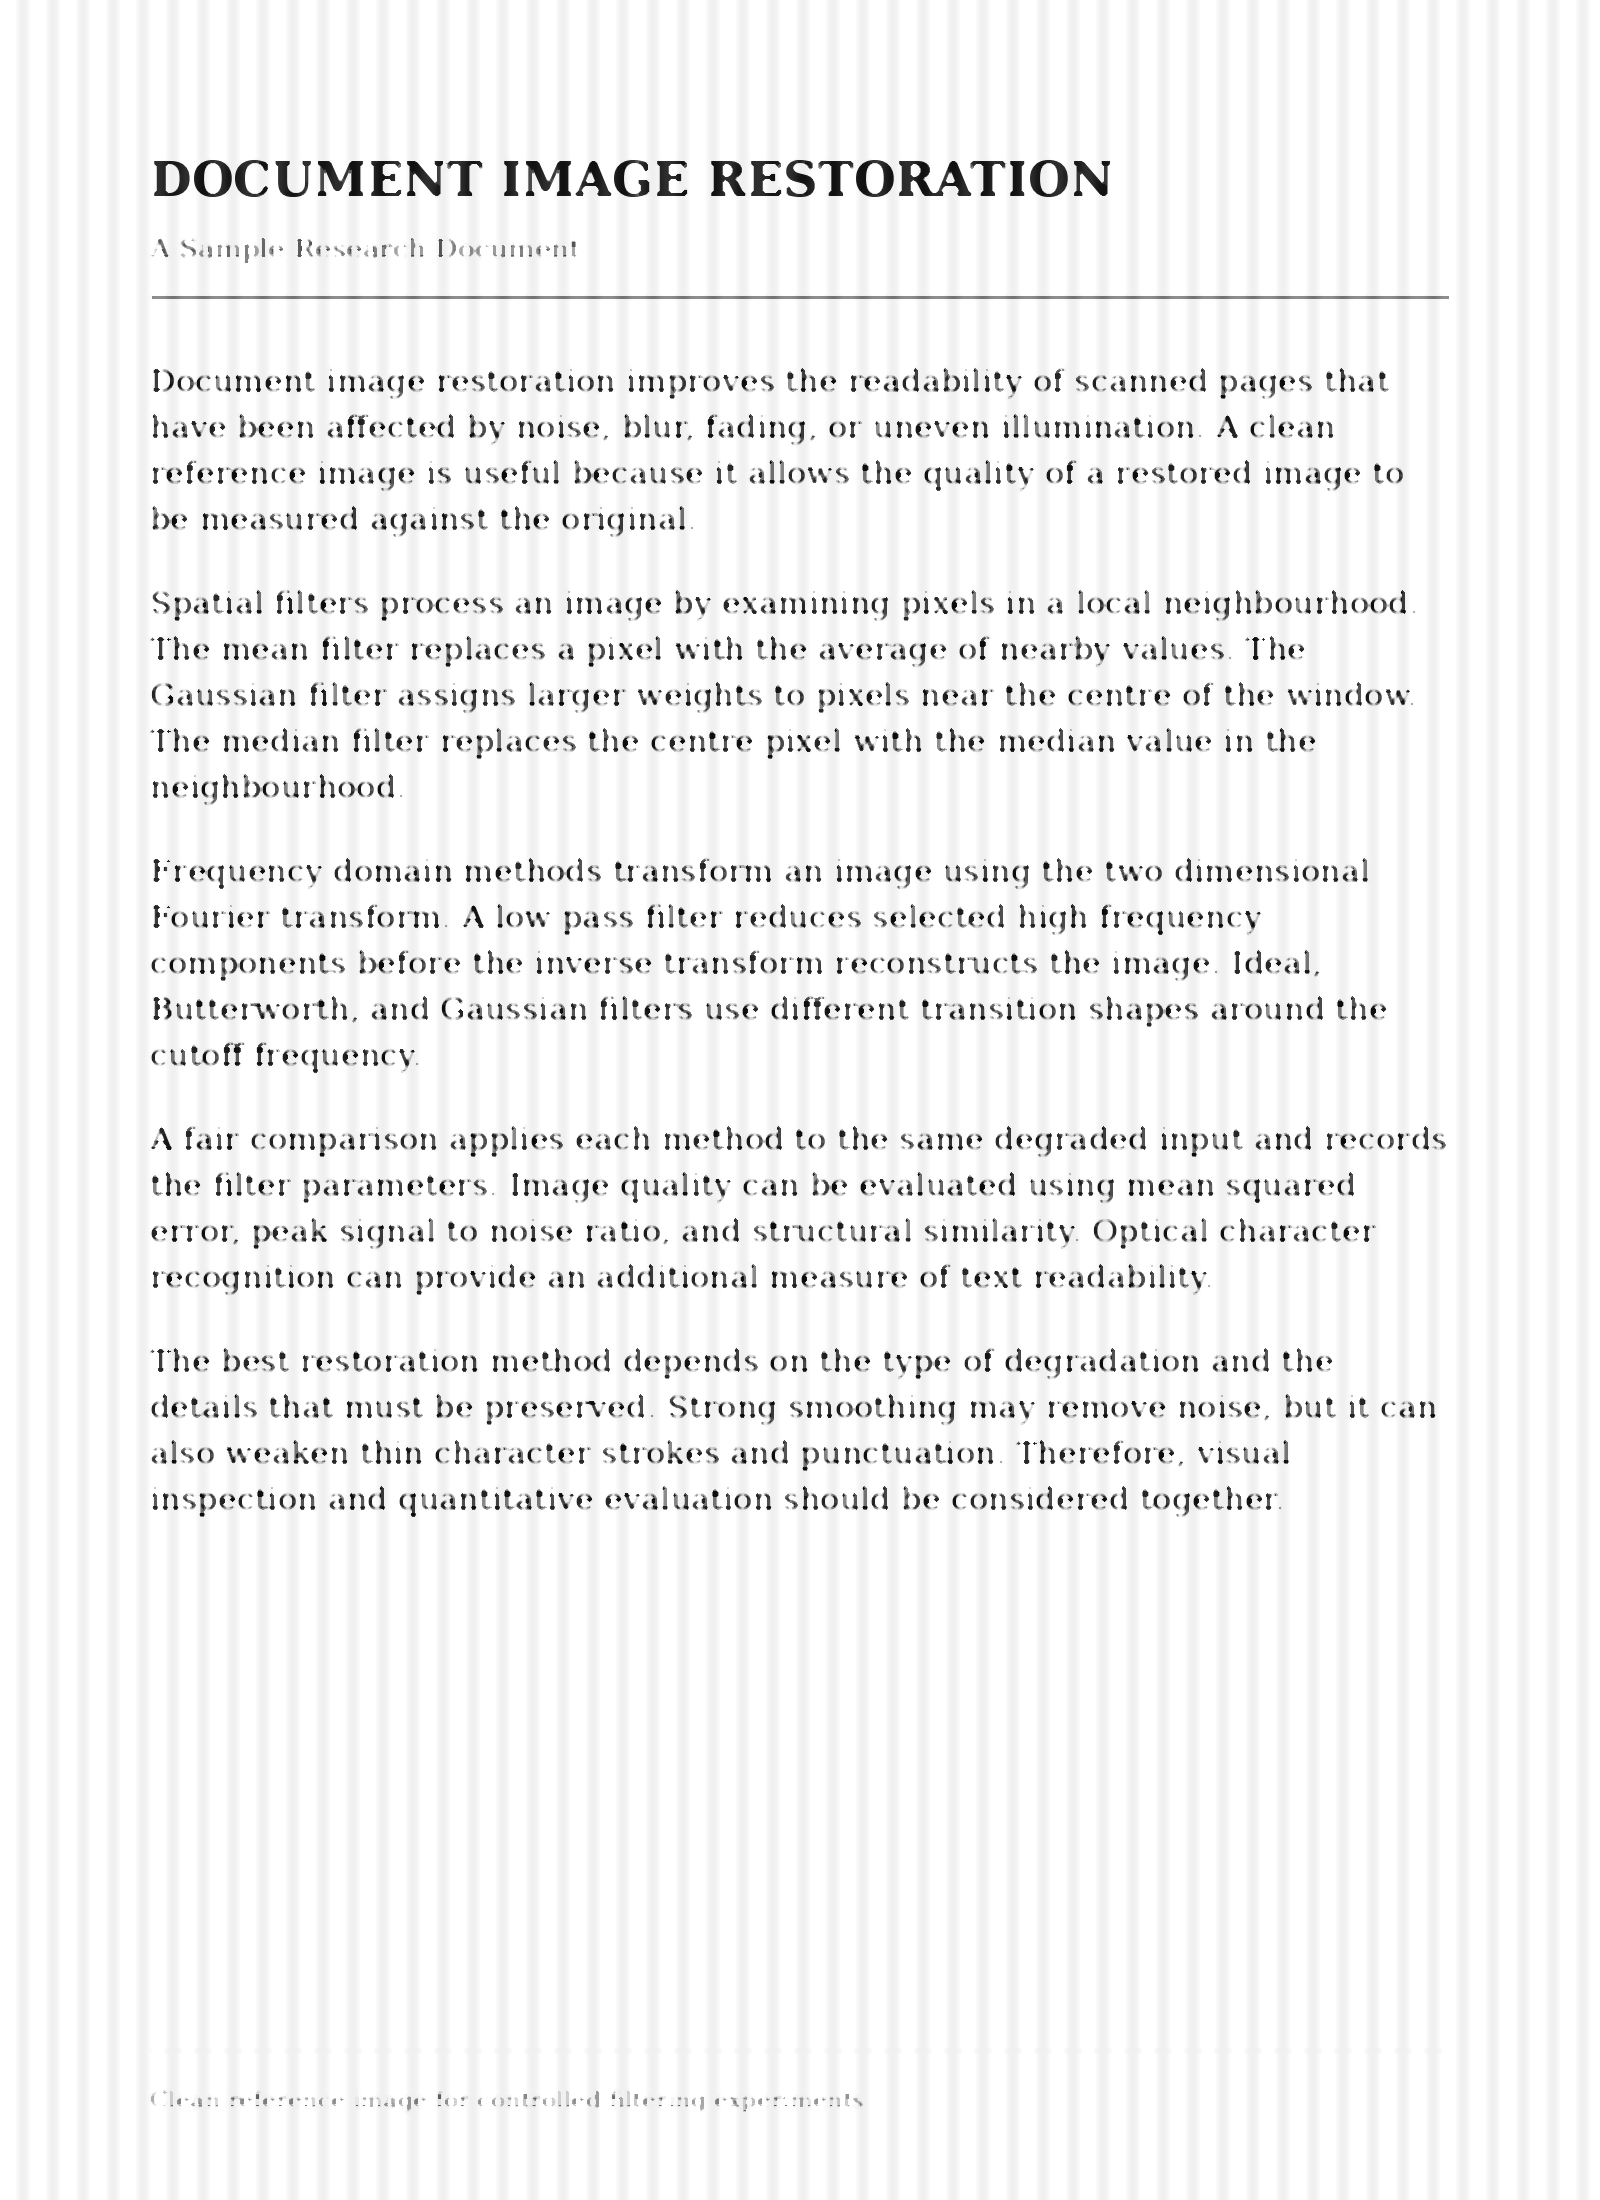 DOCUMENT IMAGE RESTORATION
A Sample Research Document
Document image restoration improves the readability of scanned pages that
have been affected by noise, blur, fading, or uneven illumination. A clean
reference image is useful because it allows the quality of a restored image to
be measured against the original.
Spatial filters process an image by examining pixels in a local neighbourhood.
The mean filter replaces a pixel with the average of nearby values. The
Gaussian filter assigns larger weights to pixels near the centre of the window.
The median filter replaces the centre pixel with the median value in the
neighbourhood.
Frequency domain methods transform an image using the two dimensional
Fourier transform. A low pass filter reduces selected high frequency
components before the inverse transform reconstructs the image. Ideal,
Butterworth, and Gaussian filters use different transition shapes around the
cutoff frequency.
A fair comparison applies each method to the same degraded input and records
the filter parameters. Image quality can be evaluated using mean squared
error, peak signal to noise ratio, and structural similarity. Optical character
recognition can provide an additional measure of text readability.
The best restoration method depends on the type of degradation and the
details that must be preserved. Strong smoothing may remove noise, but it can
also weaken thin character strokes and punctuation. Therefore, visual
inspection and quantitative evaluation should be considered together.
Clean reference image for controlled filtering experiments